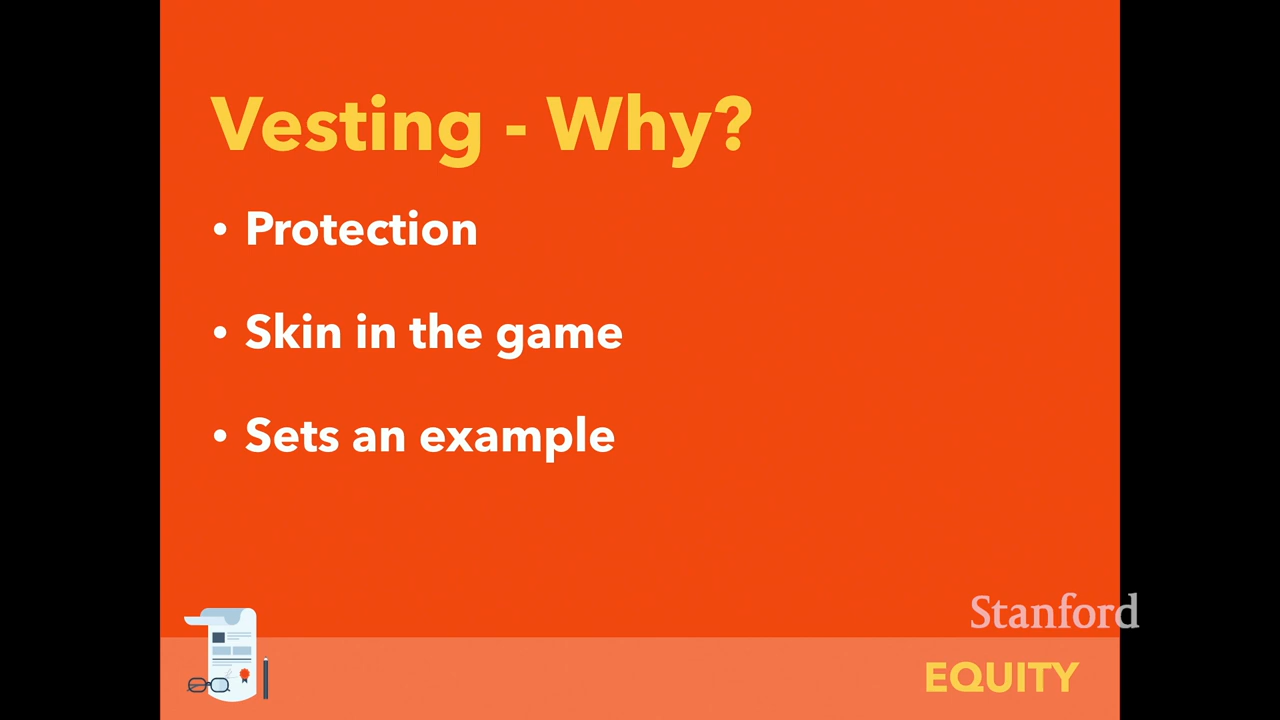 Vesting - Why?
• Protection
• Skin in the game
• Sets an example
Stanford
EQUITY